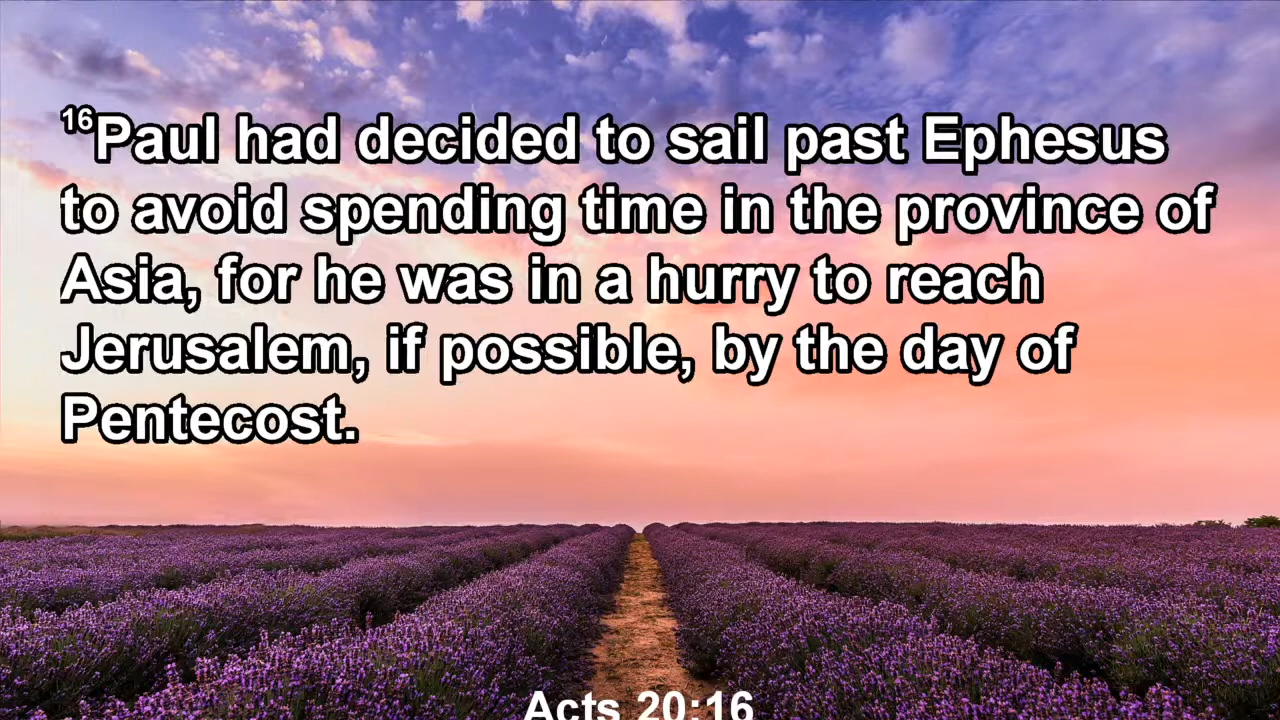 16Paul had decided to sail past Ephesus
to avoid spending time in the province of
Asia, for he was in a hurry to reach
Jerusalem, if possible, by the day of
Pentecost.
Acts 20:16